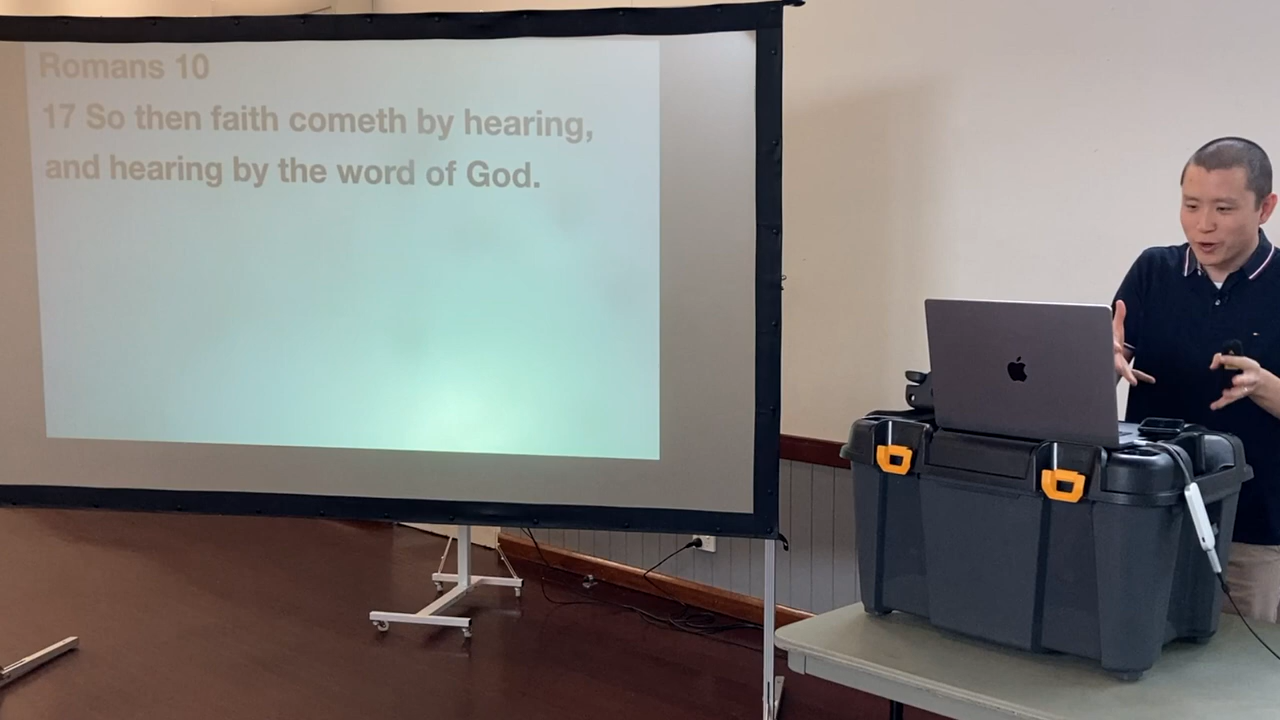 Romans 10
17 So then faith cometh by hearing,
and hearing by the word of God.